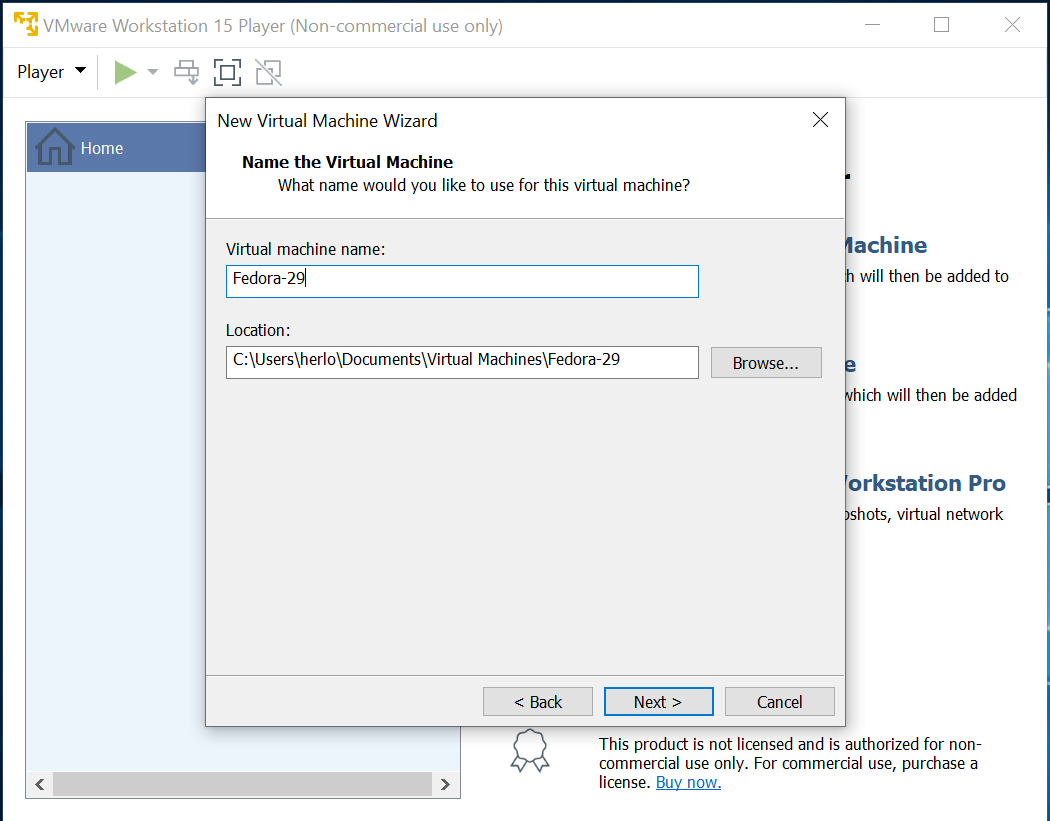 VMware Workstation 15 Player (Non-commercial use only)
Player
Home
New Virtual Machine Wizard
Name the Virtual Machine
What name would you like to use for this virtual machine?
Virtual machine name:
Fedora-29
Location:
C:\Users\herlo\Documents\Virtual Machines\Fedora-29
Browse...
< Back
Next >
Cancel
Machine
will then be added to
which will then be added
Workstation Pro
virtual network
This product is not licensed and is authorized for non-
commercial use only. For commercial use, purchase a
license. Buy now.